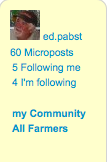 ed.pabst
60 Microposts
5 Following me
4 I'm following
my Community
All Farmers